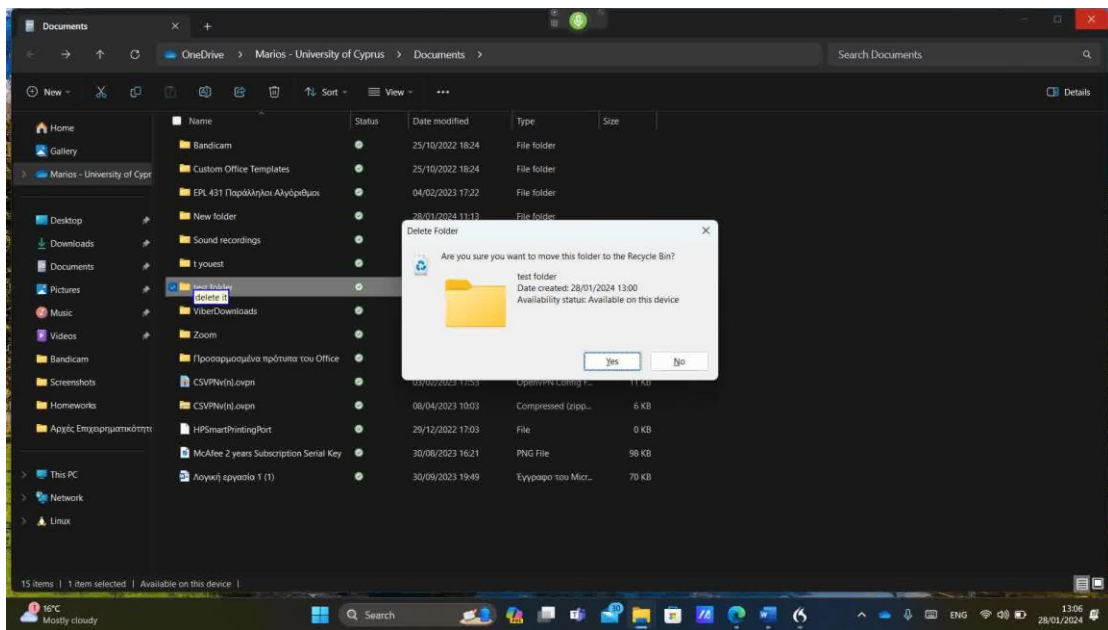 Documents
OneDrive > Marios - University of Cyprus > Documents >
Search Documents
New
Sort
View
Details
Name Status Date modified Type Size
Home
Gallery
Marios - University of Cypr
Desktop
Downloads
Documents
Pictures
Music
Videos
Bandicam
Screenshots
Homeworks
Αρχές Επιχειρηματικότητα
This PC
Network
Linux
Bandicam 25/10/2022 18:24 File folder
Custom Office Templates 25/10/2022 18:24 File folder
EPL 431 Παράλληλοι Αλγόριθμοι 04/02/2023 17:22 File folder
New folder 28/01/2024 11:13 File folder
Sound recordings
t youest
test folder
delete it
ViberDownloads
Zoom
Προσαρμοσμένα πρότυπα του Office
CSVPNv(n).ovpn 03/02/2023 17:53 OpenVPN Config F... 11 KB
CSVPNv(n).ovpn 08/04/2023 10:03 Compressed (zipp... 6 KB
HPSmartPrintingPort 29/12/2022 17:03 File 0 KB
McAfee 2 years Subscription Serial Key 30/08/2023 16:21 PNG File 98 KB
Λογική εργασία 1 (1) 30/09/2023 19:49 Έγγραφο του Micr... 70 KB
Delete Folder
Are you sure you want to move this folder to the Recycle Bin?
test folder
Date created: 28/01/2024 13:00
Availability status: Available on this device
Yes
No
15 items | 1 item selected | Available on this device |
1
16°C
Mostly cloudy
Search
ENG
13:06
28/01/2024